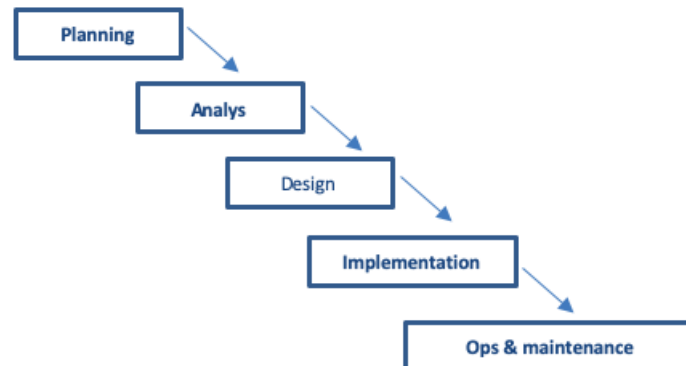 Planning
Analys
Design
Implementation
Ops & maintenance